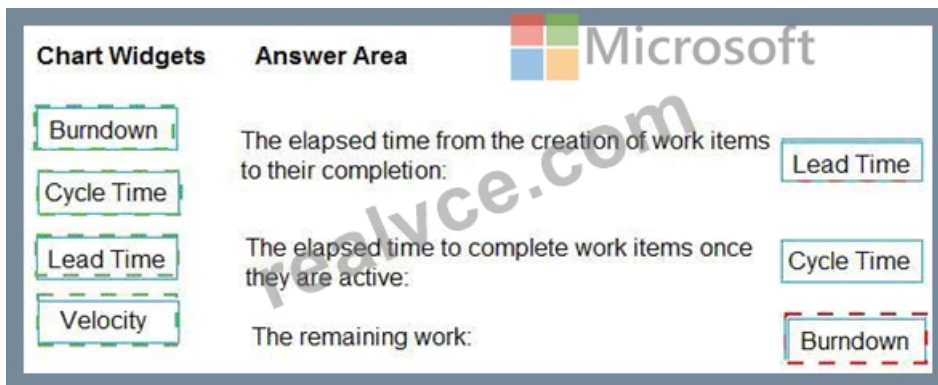 Microsoft
Chart Widgets Answer Area
Burndown
Cycle Time
Lead Time
Velocity
The elapsed time from the creation of work items
to their completion:
Lead Time
The elapsed time to complete work items once
they are active:
Cycle Time
The remaining work:
Burndown
realvce.com